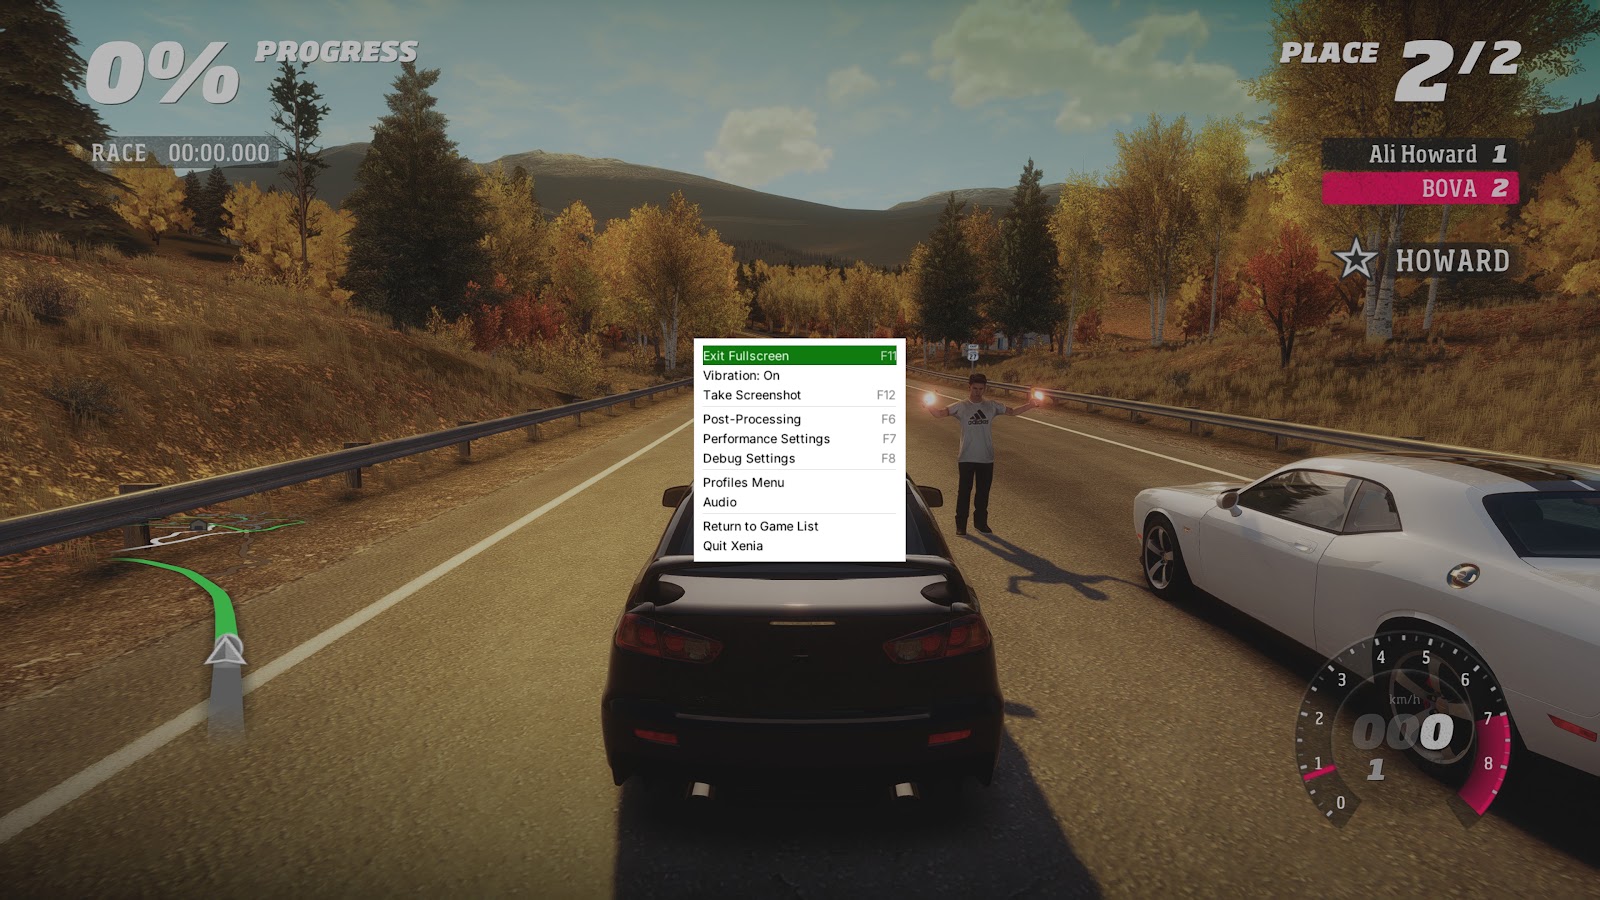 0% PROGRESS
RACE 00:00.000
PLACE 2/2
Ali Howard 1
BOVA 2
HOWARD
Exit Fullscreen F11
Vibration: On
Take Screenshot F12
Post-Processing F6
Performance Settings F7
Debug Settings F8
Profiles Menu
Audio
Return to Game List
Quit Xenia
adidas
27
0
1
2
3
4
5
6
7
8
km/h
000
1